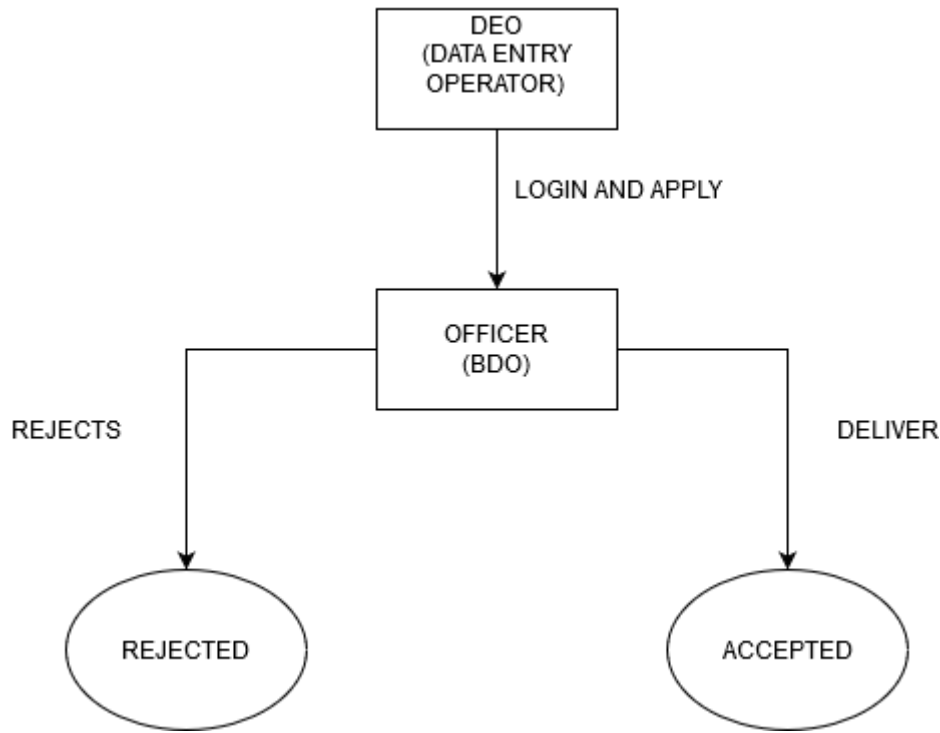 DEO
(DATA ENTRY
OPERATOR)
LOGIN AND APPLY
OFFICER
(BDO)
REJECTS
DELIVER
REJECTED
ACCEPTED